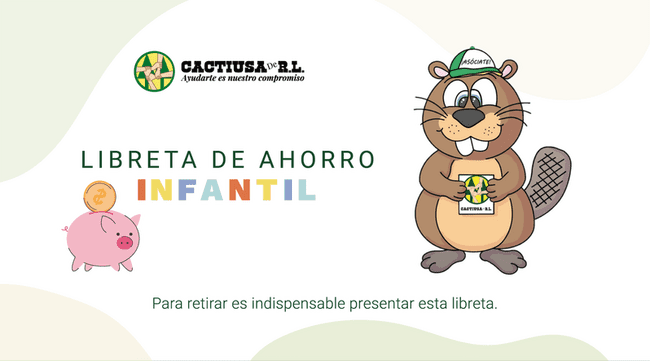 CACTIUSA De R.L.
Ayudarte es nuestro compromiso
ASÓCIATE!
LIBRETA DE AHORRO
INFANTIL
CACTIUSA De R.L.
Para retirar es indispensable presentar esta libreta.